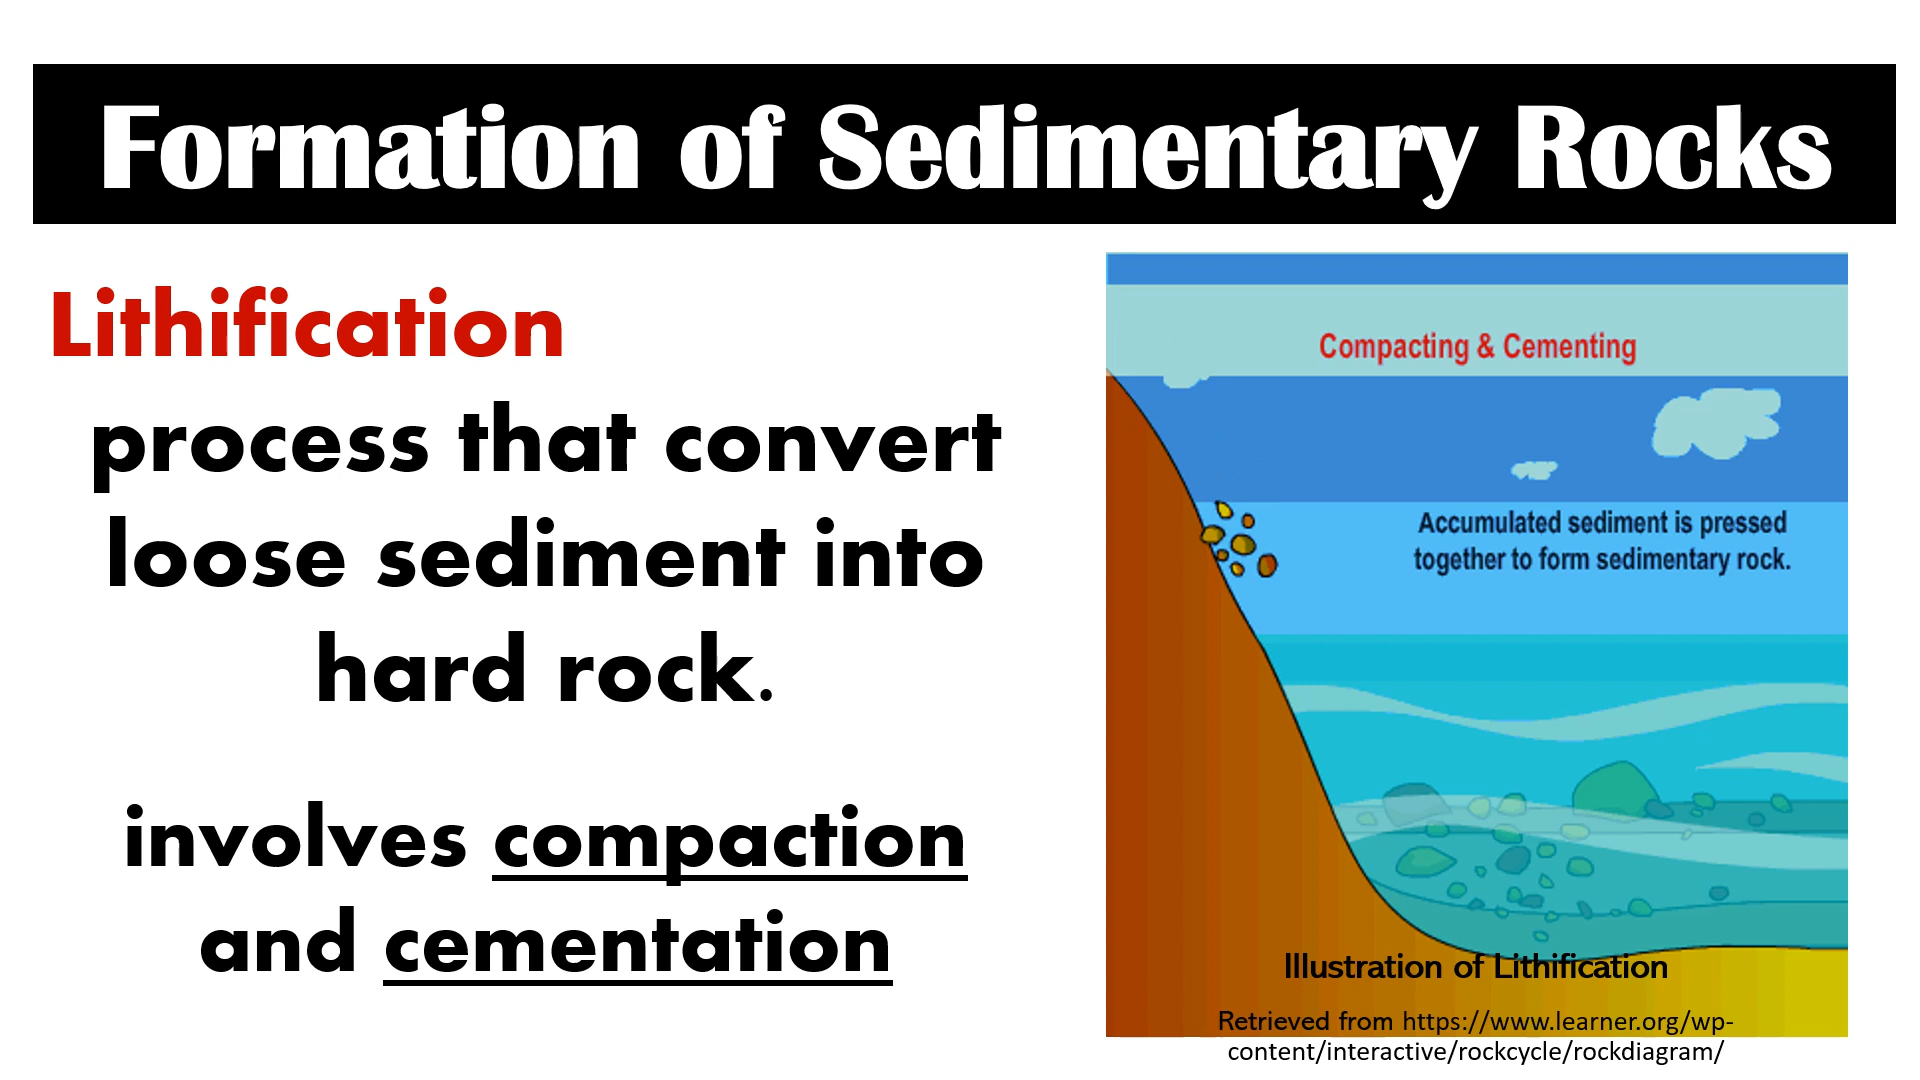 Formation of Sedimentary Rocks
Lithification
process that convert
loose sediment into
hard rock.
involves compaction
and cementation
Compacting & Cementing
Accumulated sediment is pressed
together to form sedimentary rock.
Illustration of Lithification
Retrieved from https://www.learner.org/wp-
content/interactive/rockcycle/rockdiagram/